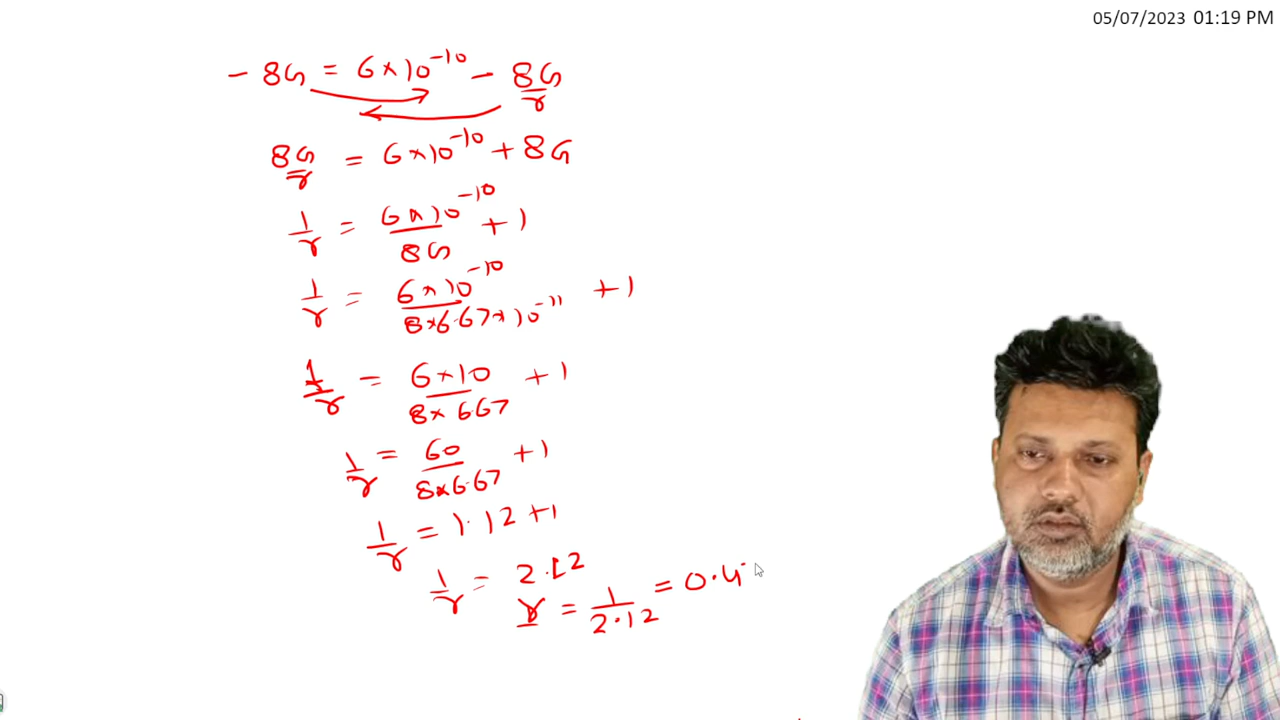 05/07/2023 01:19 PM
- 8G = 6×10^-10 - 8G/r
8G/r = 6×10^-10 + 8G
1/r = 6×10^-10/8G + 1
1/r = 6×10^-10/8×6.67×10^-11 + 1
1/r = 6×10/8×6.67 + 1
1/r = 60/8×6.67 + 1
1/r = 1.12 + 1
1/r = 2.12
r = 1/2.12 = 0.4